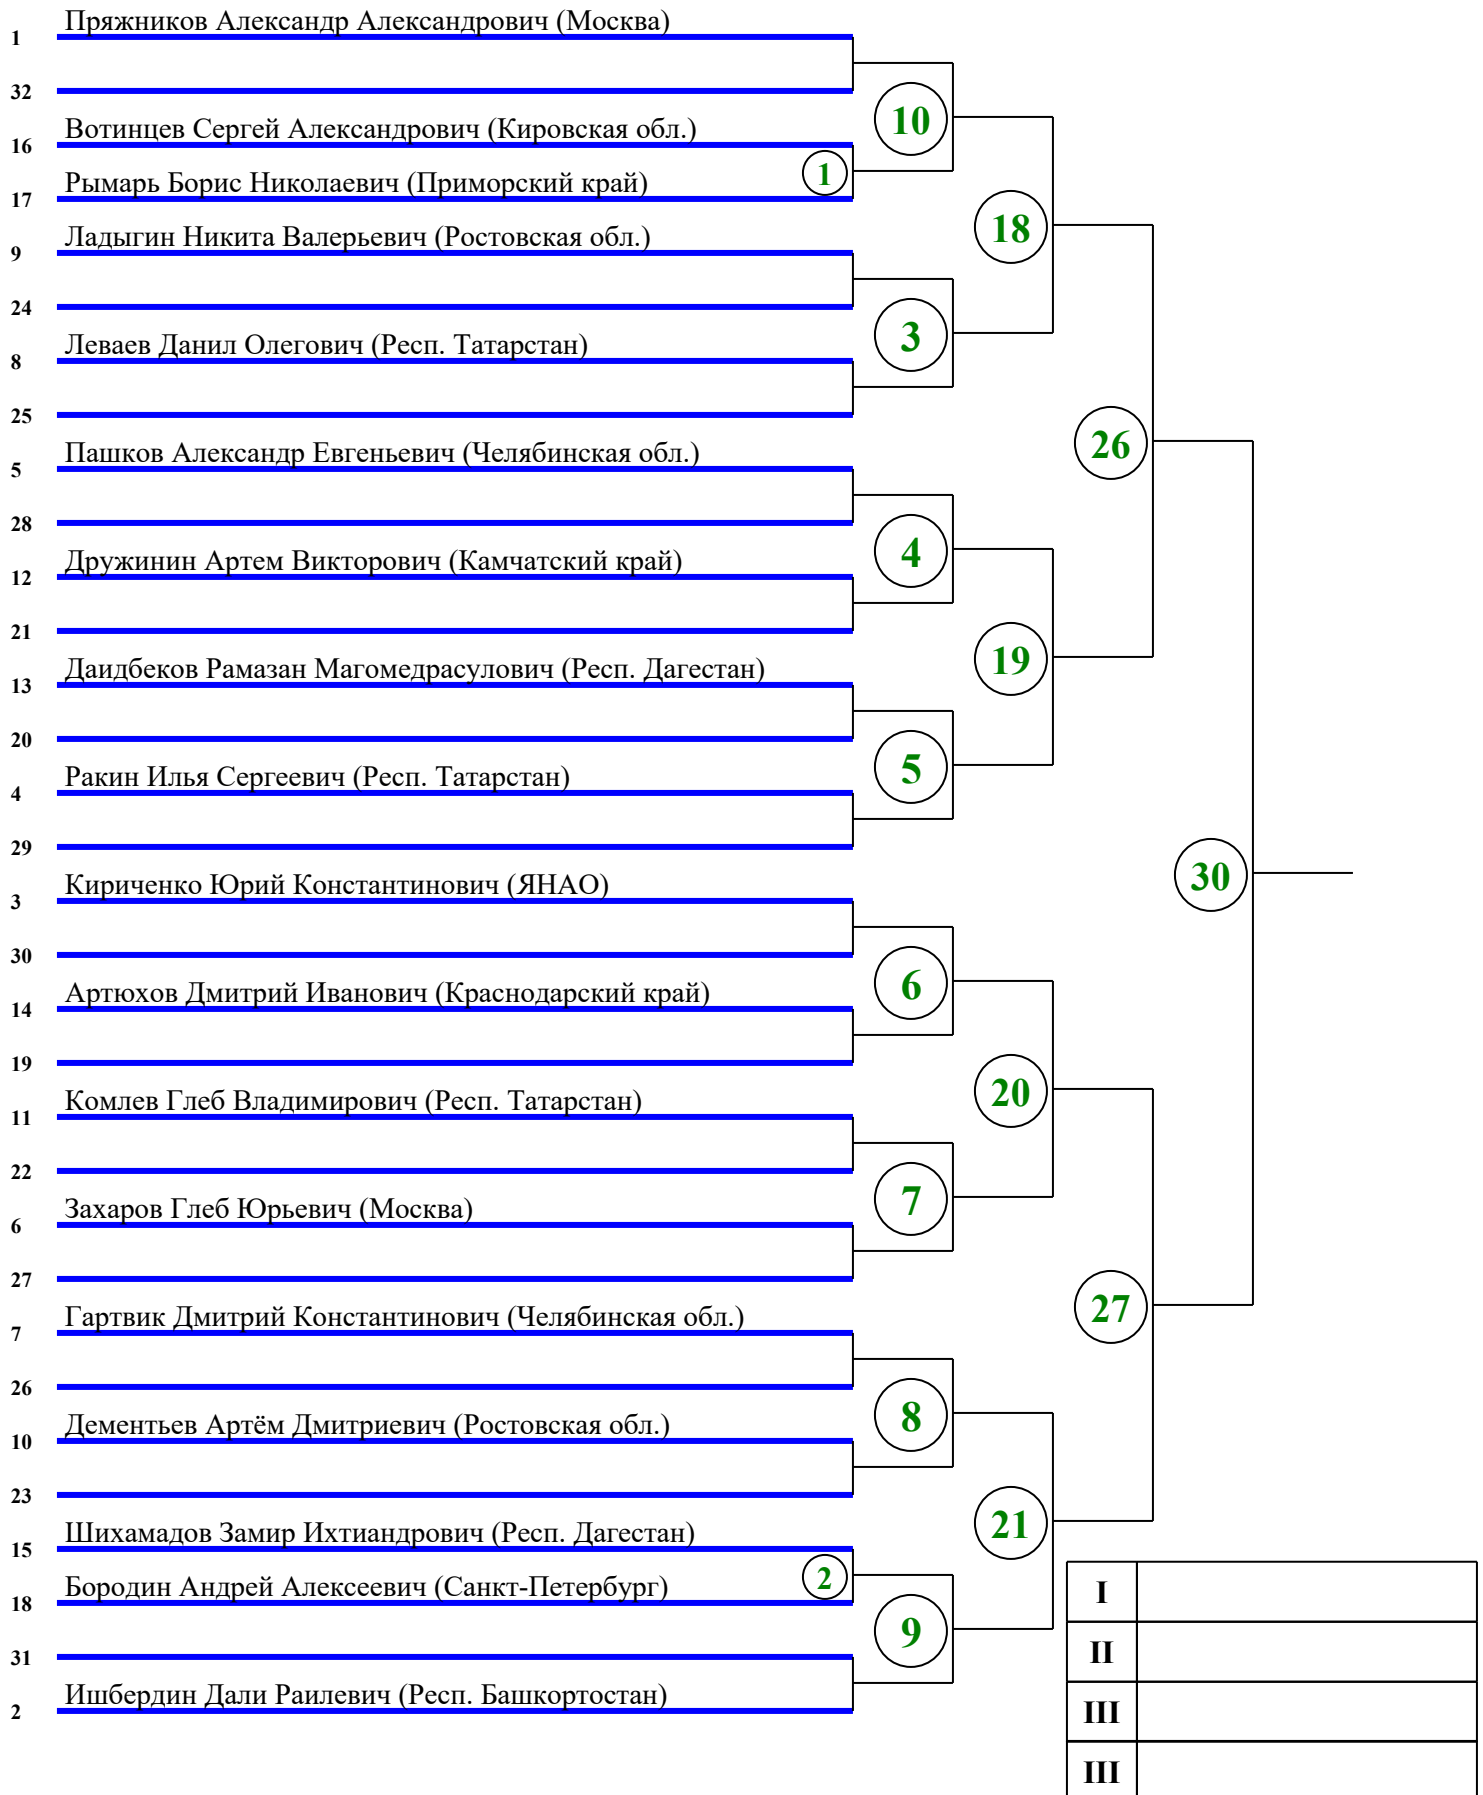 Пряжников Александр Александрович (Москва)
1
32
10
Вотинцев Сергей Александрович (Кировская обл.)
16
1
Рымарь Борис Николаевич (Приморский край)
17
18
Ладыгин Никита Валерьевич (Ростовская обл.)
9
24
3
Леваев Данил Олегович (Респ. Татарстан)
8
25
26
Пашков Александр Евгеньевич (Челябинская обл.)
5
28
4
Дружинин Артем Викторович (Камчатский край)
12
21
19
Даидбеков Рамазан Магомедрасулович (Респ. Дагестан)
13
20
5
Ракин Илья Сергеевич (Респ. Татарстан)
4
29
30
Кириченко Юрий Константинович (ЯНАО)
3
30
6
Артюхов Дмитрий Иванович (Краснодарский край)
14
19
20
Комлев Глеб Владимирович (Респ. Татарстан)
11
22
7
Захаров Глеб Юрьевич (Москва)
6
27
27
Гартвик Дмитрий Константинович (Челябинская обл.)
7
26
8
Дементьев Артём Дмитриевич (Ростовская обл.)
10
23
21
Шихамадов Замир Ихтиандрович (Респ. Дагестан)
15
2
Бородин Андрей Алексеевич (Санкт-Петербург)
18
9
31
Ишбердин Дали Раилевич (Респ. Башкортостан)
2
I
II
III
III